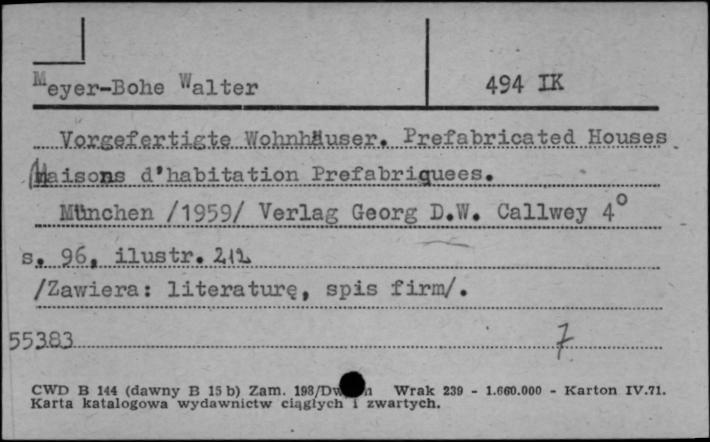 Meyer-Bohe Walter 494 IK
Vorgefertigte Wohnhäuser. Prefabricated Houses
Maisons d'habitation Prefabriquees.
München /1959/ Verlag Georg D.W. Callwey 4°
s. 96, ilustr.
/Zawiera: literaturę, spis firm/.
55383 7
CWD B 144 (dawny B 15 b) Zam. 198/ Wrak 239 - 1.660.000 - Karton IV.71.
Karta katalogowa wydawnictw ciągłych i zwartych.